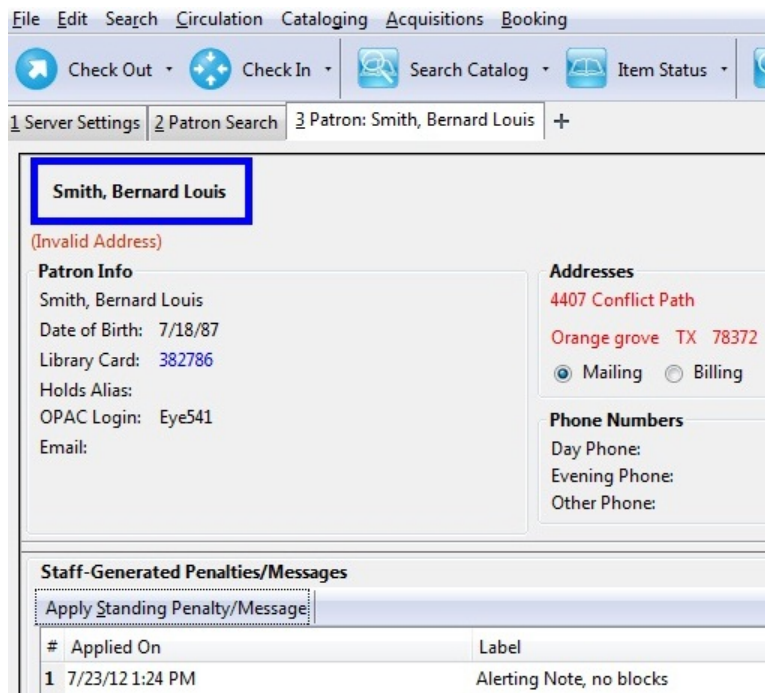 File Edit Search Circulation Cataloging Acquisitions Booking
Check Out Check In Search Catalog Item Status
1 Server Settings 2 Patron Search 3 Patron: Smith, Bernard Louis +
Smith, Bernard Louis
(Invalid Address)
Patron Info
Smith, Bernard Louis
Date of Birth: 7/18/87
Library Card: 382786
Holds Alias:
OPAC Login: Eye541
Email:
Addresses
4407 Conflict Path
Orange grove TX 78372
Mailing Billing
Phone Numbers
Day Phone:
Evening Phone:
Other Phone:
Staff-Generated Penalties/Messages
Apply Standing Penalty/Message
# Applied On Label
1 7/23/12 1:24 PM Alerting Note, no blocks